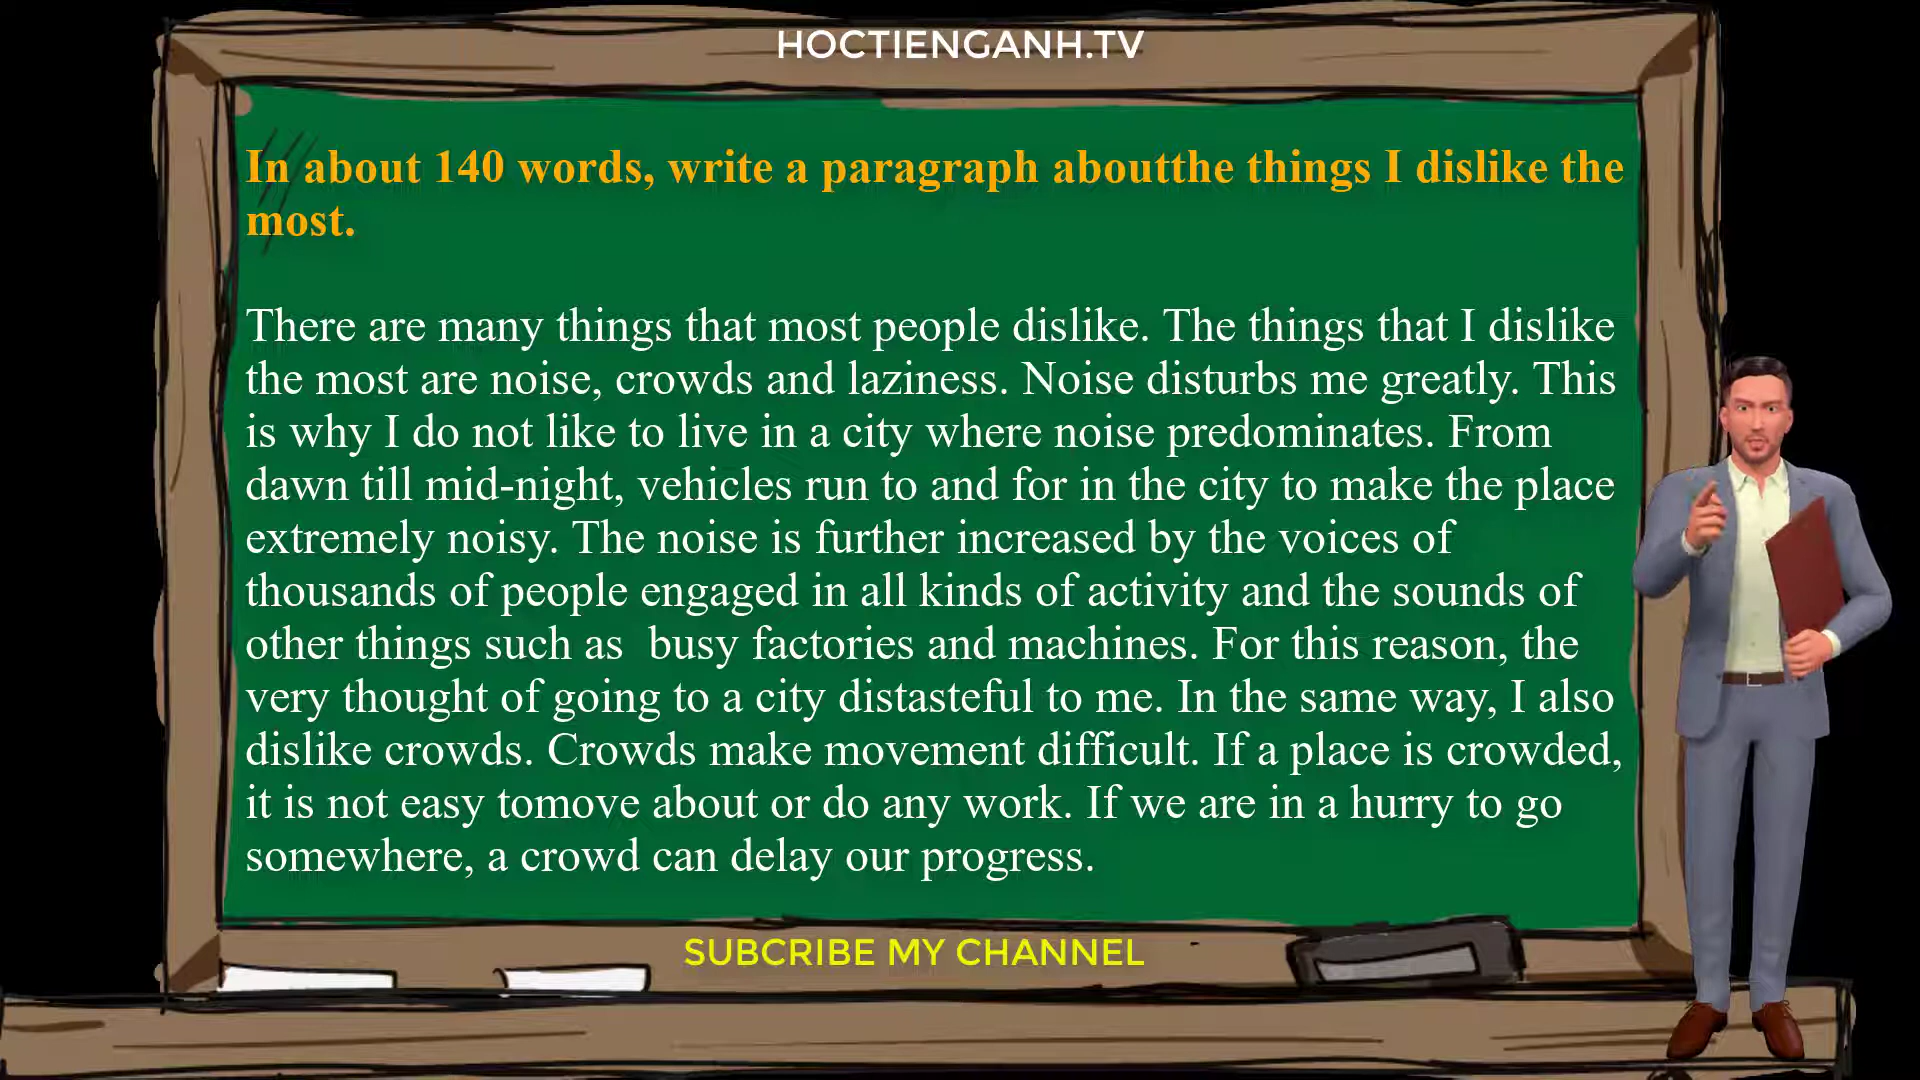 HOCTIENGANH.TV
In about 140 words, write a paragraph aboutthe things I dislike the
most.
There are many things that most people dislike. The things that I dislike
the most are noise, crowds and laziness. Noise disturbs me greatly. This
is why I do not like to live in a city where noise predominates. From
dawn till mid-night, vehicles run to and for in the city to make the place
extremely noisy. The noise is further increased by the voices of
thousands of people engaged in all kinds of activity and the sounds of
other things such as  busy factories and machines. For this reason, the
very thought of going to a city distasteful to me. In the same way, I also
dislike crowds. Crowds make movement difficult. If a place is crowded,
it is not easy tomove about or do any work. If we are in a hurry to go
somewhere, a crowd can delay our progress.
SUBCRIBE MY CHANNEL